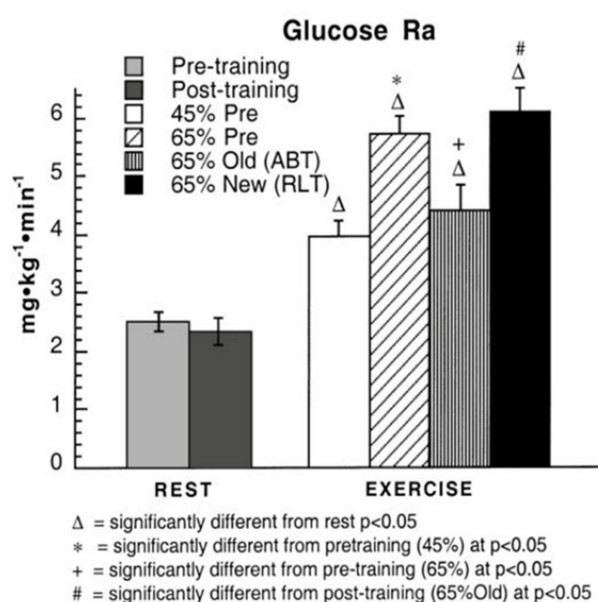 Glucose Ra
Pre-training
Post-training
45% Pre
65% Pre
65% Old (ABT)
65% New (RLT)
mg•kg⁻¹•min⁻¹
6
5
4
3
2
1
0
Δ
*
Δ
+
Δ
#
Δ
REST
EXERCISE
Δ = significantly different from rest p<0.05
* = significantly different from pretraining (45%) at p<0.05
+ = significantly different from pre-training (65%) at p<0.05
# = significantly different from post-training (65%Old) at p<0.05